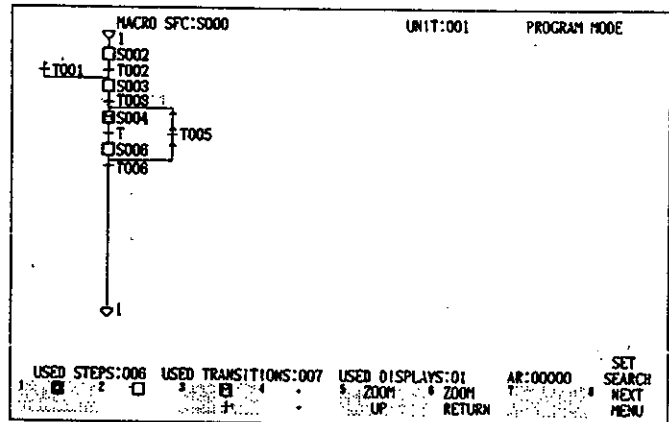 MACRO SFC:S000 UNIT:001 PROGRAM MODE
1
S002
T001 T002
S003
T003
S004
T T005
S006
T006
1
USED STEPS:006 USED TRANSITIONS:007 USED DISPLAYS:01 AR:00000 SET
SEARCH
1 2 3 4 5 ZOOM 6 ZOOM 7 8 NEXT
UP RETURN MENU